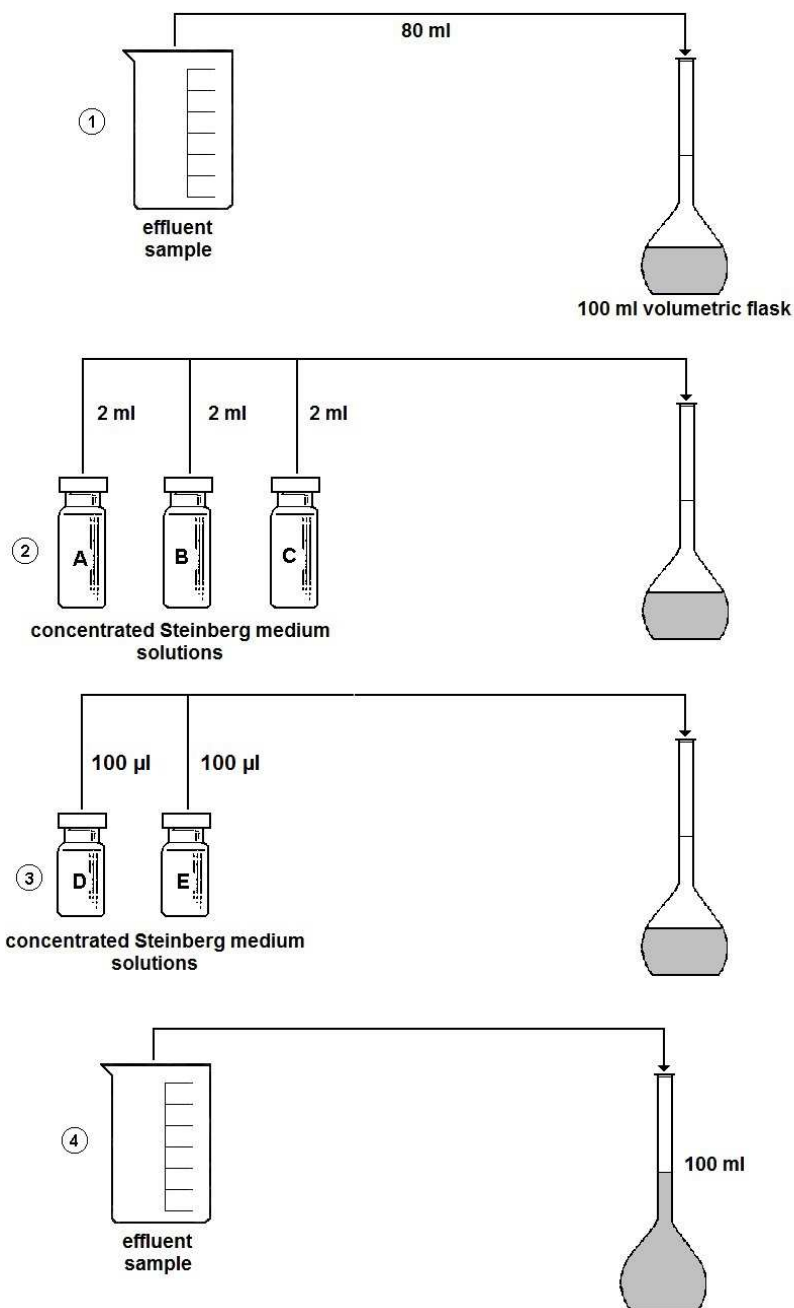 80 ml
1
effluent
sample
100 ml volumetric flask
2 ml 2 ml 2 ml
2
A B C
concentrated Steinberg medium
solutions
100 µl 100 µl
3
D E
concentrated Steinberg medium
solutions
4
100 ml
effluent
sample